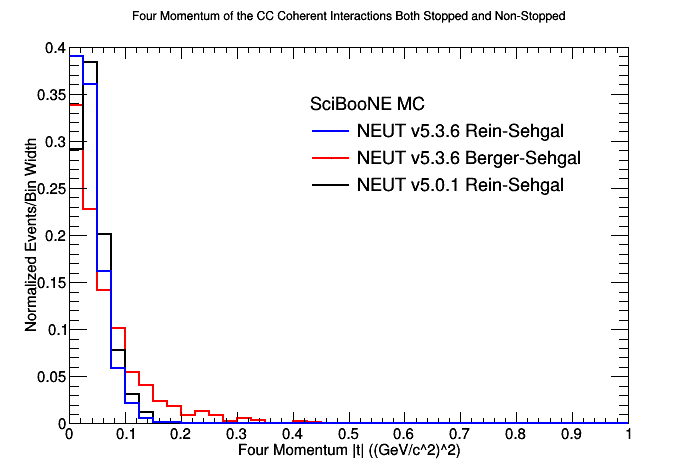 Four Momentum of the CC Coherent Interactions Both Stopped and Non-Stopped
Normalized Events/Bin Width
0.4
0.35
0.3
0.25
0.2
0.15
0.1
0.05
0
SciBooNE MC
NEUT v5.3.6 Rein-Sehgal
NEUT v5.3.6 Berger-Sehgal
NEUT v5.0.1 Rein-Sehgal
0 0.1 0.2 0.3 0.4 0.5 0.6 0.7 0.8 0.9 1
Four Momentum |t| ((GeV/c^2)^2)